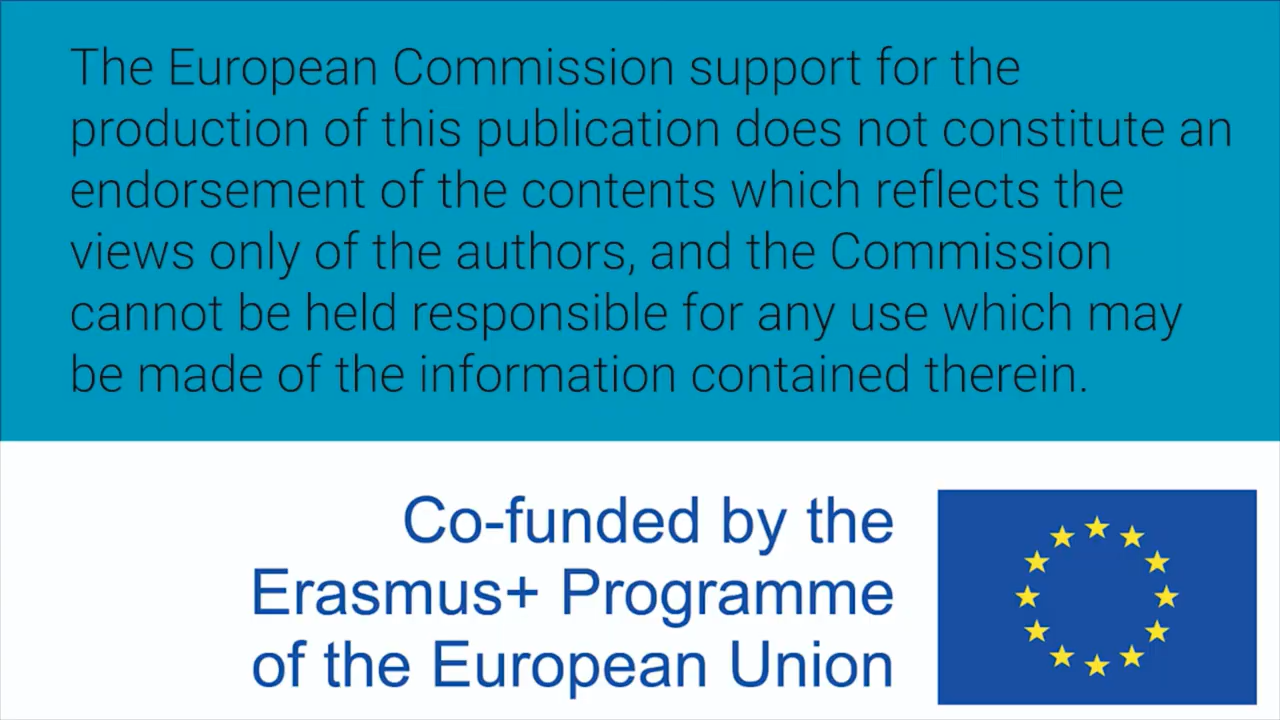 The European Commission support for the
production of this publication does not constitute an
endorsement of the contents which reflects the
views only of the authors, and the Commission
cannot be held responsible for any use which may
be made of the information contained therein.
Co-funded by the
Erasmus+ Programme
of the European Union